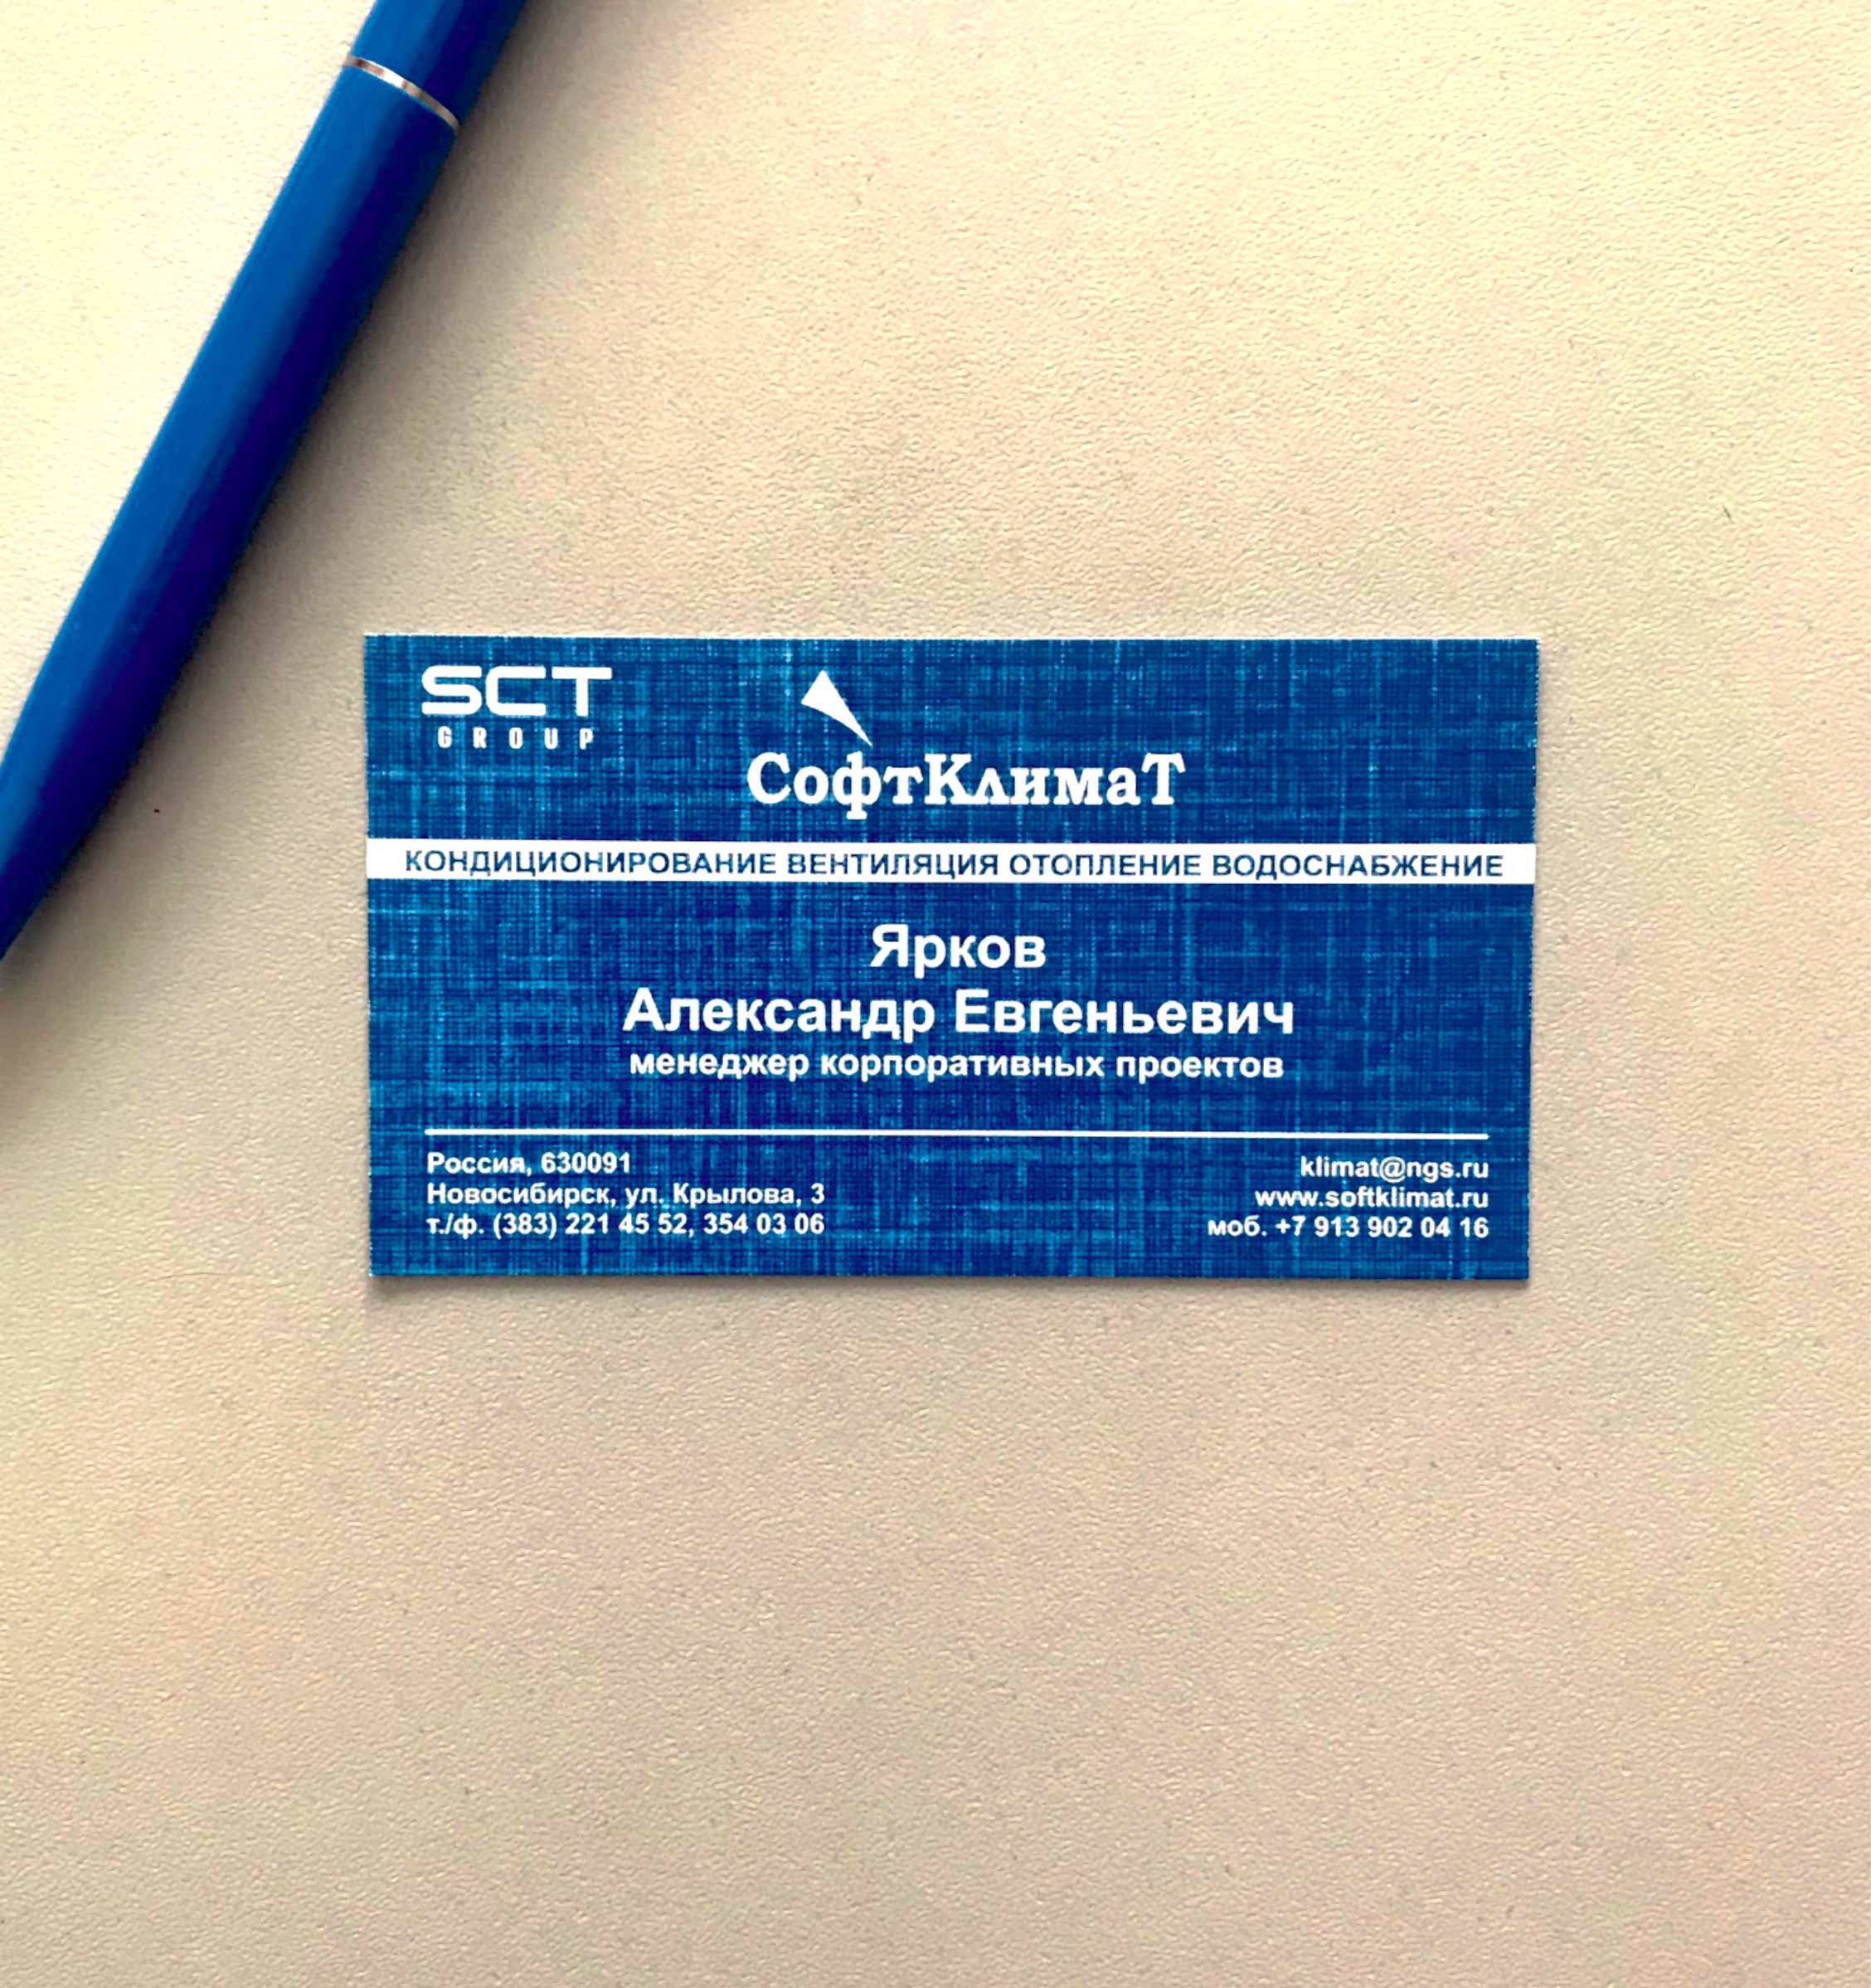 SCT
GROUP
СофтКлимаТ
КОНДИЦИОНИРОВАНИЕ ВЕНТИЛЯЦИЯ ОТОПЛЕНИЕ ВОДОСНАБЖЕНИЕ
Ярков
Александр Евгеньевич
менеджер корпоративных проектов
Россия, 630091
Новосибирск, ул. Крылова, 3
т./ф. (383) 221 45 52, 354 03 06
klimat@ngs.ru
www.softklimat.ru
моб. +7 913 902 04 16